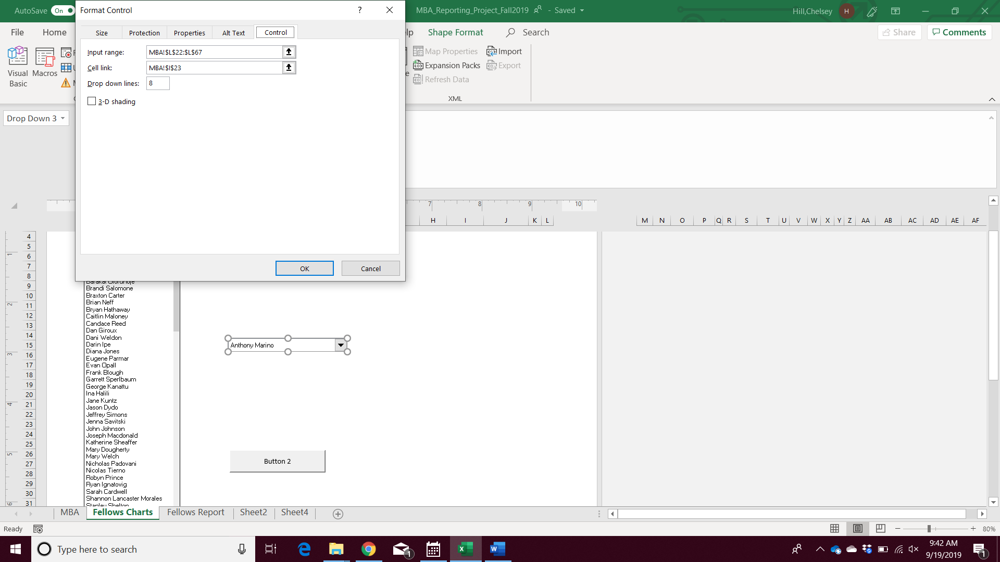 AutoSave On
Format Control
?
MBA_Reporting_Project_Fall2019 - Saved
Hill,Chelsey H
File Home
Shape Format Search
Share Comments
Size Protection Properties Alt Text Control
Input range: MBA!$L$22:$L$67
Cell link: MBA!$I$23
Drop down lines: 8
3-D shading
OK Cancel
Visual Basic
Macros
Map Properties
Expansion Packs
Refresh Data
Import
Export
XML
Drop Down 3
7 8 9 10
H I J K L M N O P Q R S T U V W X Y Z AA AB AC AD AE AF
1 2 3 4 5 6
4
5
6
7
8
9
10
11
12
13
14
15
16
17
18
19
20
21
22
23
24
25
26
27
28
29
30
31
Brandi Salomone
Braxton Carter
Brian Neff
Bryan Hathaway
Caitlin Maloney
Candace Reed
Dan Giroux
Dani Weldon
Darin Ipe
Diana Jones
Eugene Parmar
Evan Opall
Frank Blough
Garrett Sperlbaum
George Kanattu
Ina Halili
Jane Kuntz
Jason Dydo
Jeffrey Simons
Jenna Savitski
John Johnson
Joseph Macdonald
Katherine Sheaffer
Mary Dougherty
Mary Welch
Nicholas Padovani
Nicolas Tierno
Robyn Prince
Ryan Ignatovig
Sarah Cardwell
Shannon Lancaster Morales
Stanley Shelton
Anthony Marino
Button 2
MBA Fellows Charts Fellows Report Sheet2 Sheet4
Ready
80%
Type here to search
1
9:42 AM
9/19/2019
1